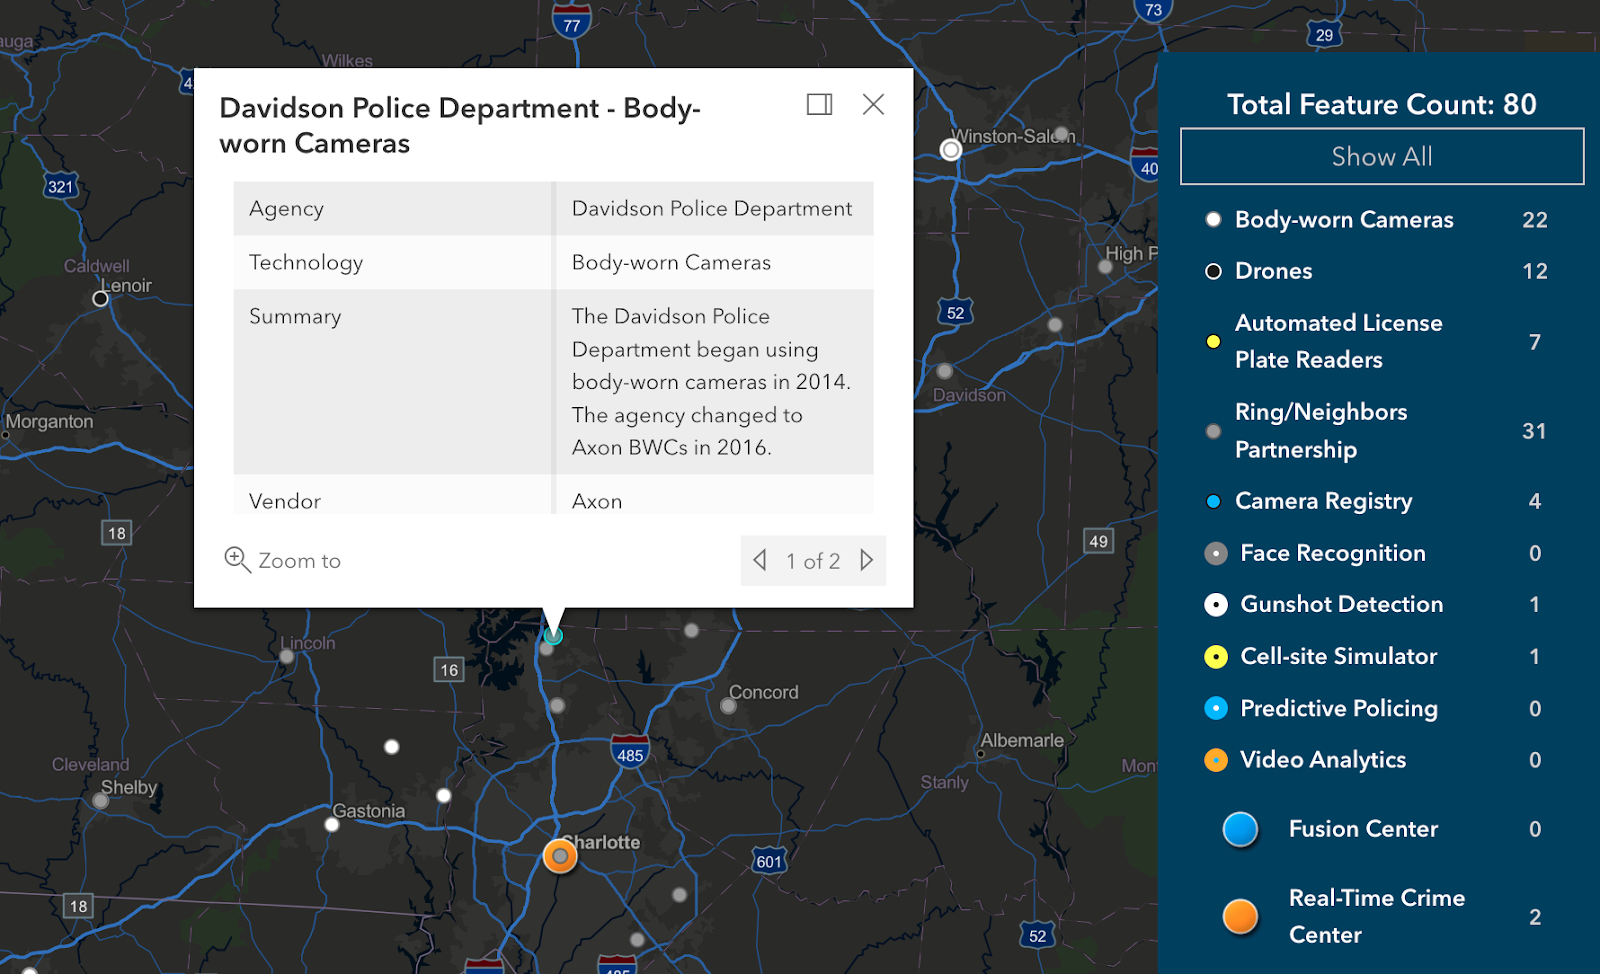 Davidson Police Department - Body-
worn Cameras
Agency
Davidson Police Department
Technology
Body-worn Cameras
Summary
The Davidson Police
Department began using
body-worn cameras in 2014.
The agency changed to
Axon BWCs in 2016.
Vendor
Axon
Zoom to
1 of 2
Total Feature Count: 80
Show All
Body-worn Cameras 22
Drones 12
Automated License
Plate Readers
7
Ring/Neighbors
Partnership
31
Camera Registry 4
Face Recognition 0
Gunshot Detection 1
Cell-site Simulator 1
Predictive Policing 0
Video Analytics 0
Fusion Center 0
Real-Time Crime
Center
2
77
73
29
Wilkes
Winston-Salem
40
321
Caldwell
Lenoir
High P
52
Davidson
Morganton
18
49
Lincoln
16
Concord
485
Albemarle
Cleveland
Shelby
Stanly
Mont
Gastonia
Charlotte
601
18
52